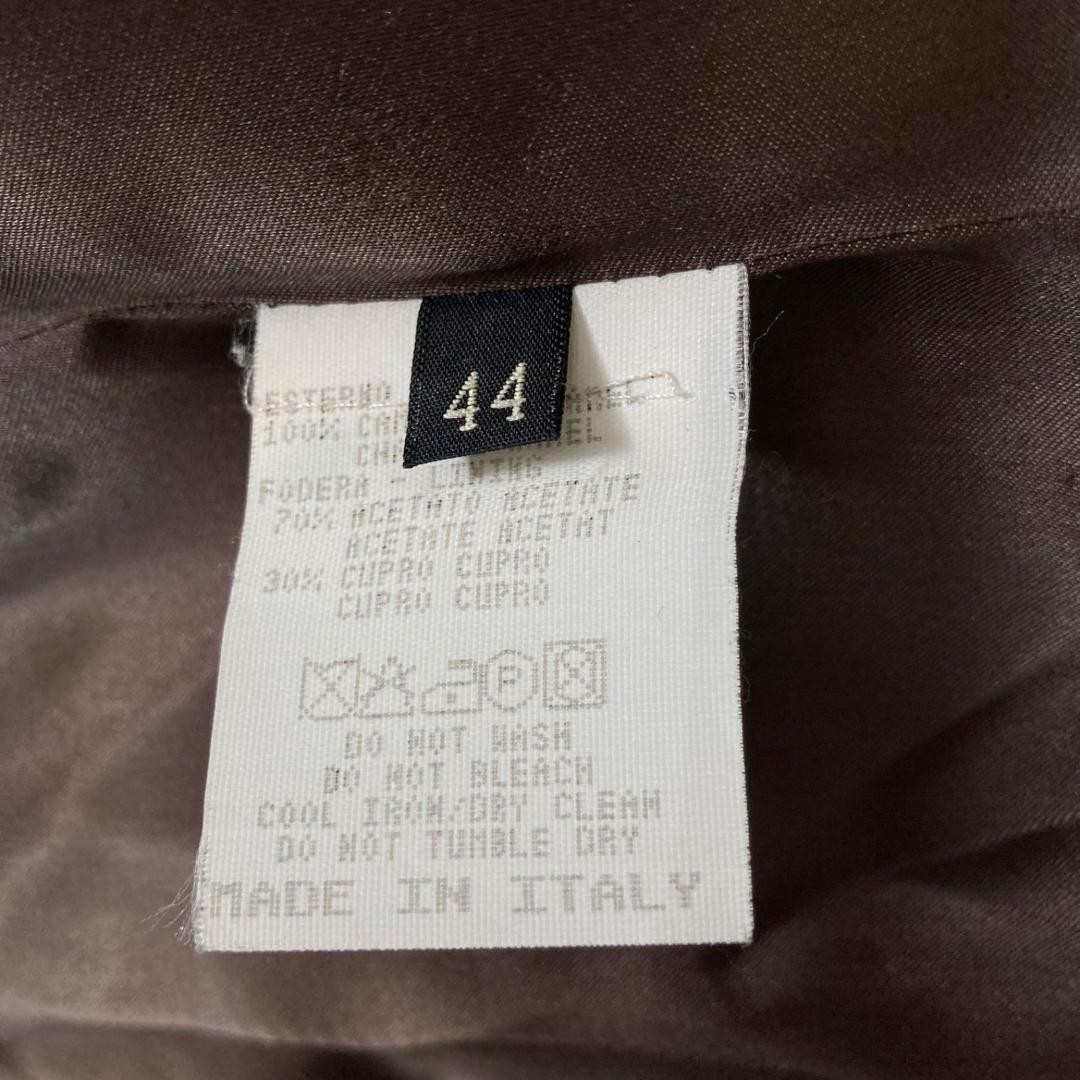 44
ESTERNO
100%
FODERA - LINING
70% ACETATO ACETATE
ACETATE ACETAT
30% CUPRO CUPRO
CUPRO CUPRO
P
DO NOT WASH
DO NOT BLEACH
COOL IRON/DRY CLEAN
DO NOT TUMBLE DRY
MADE IN ITALY